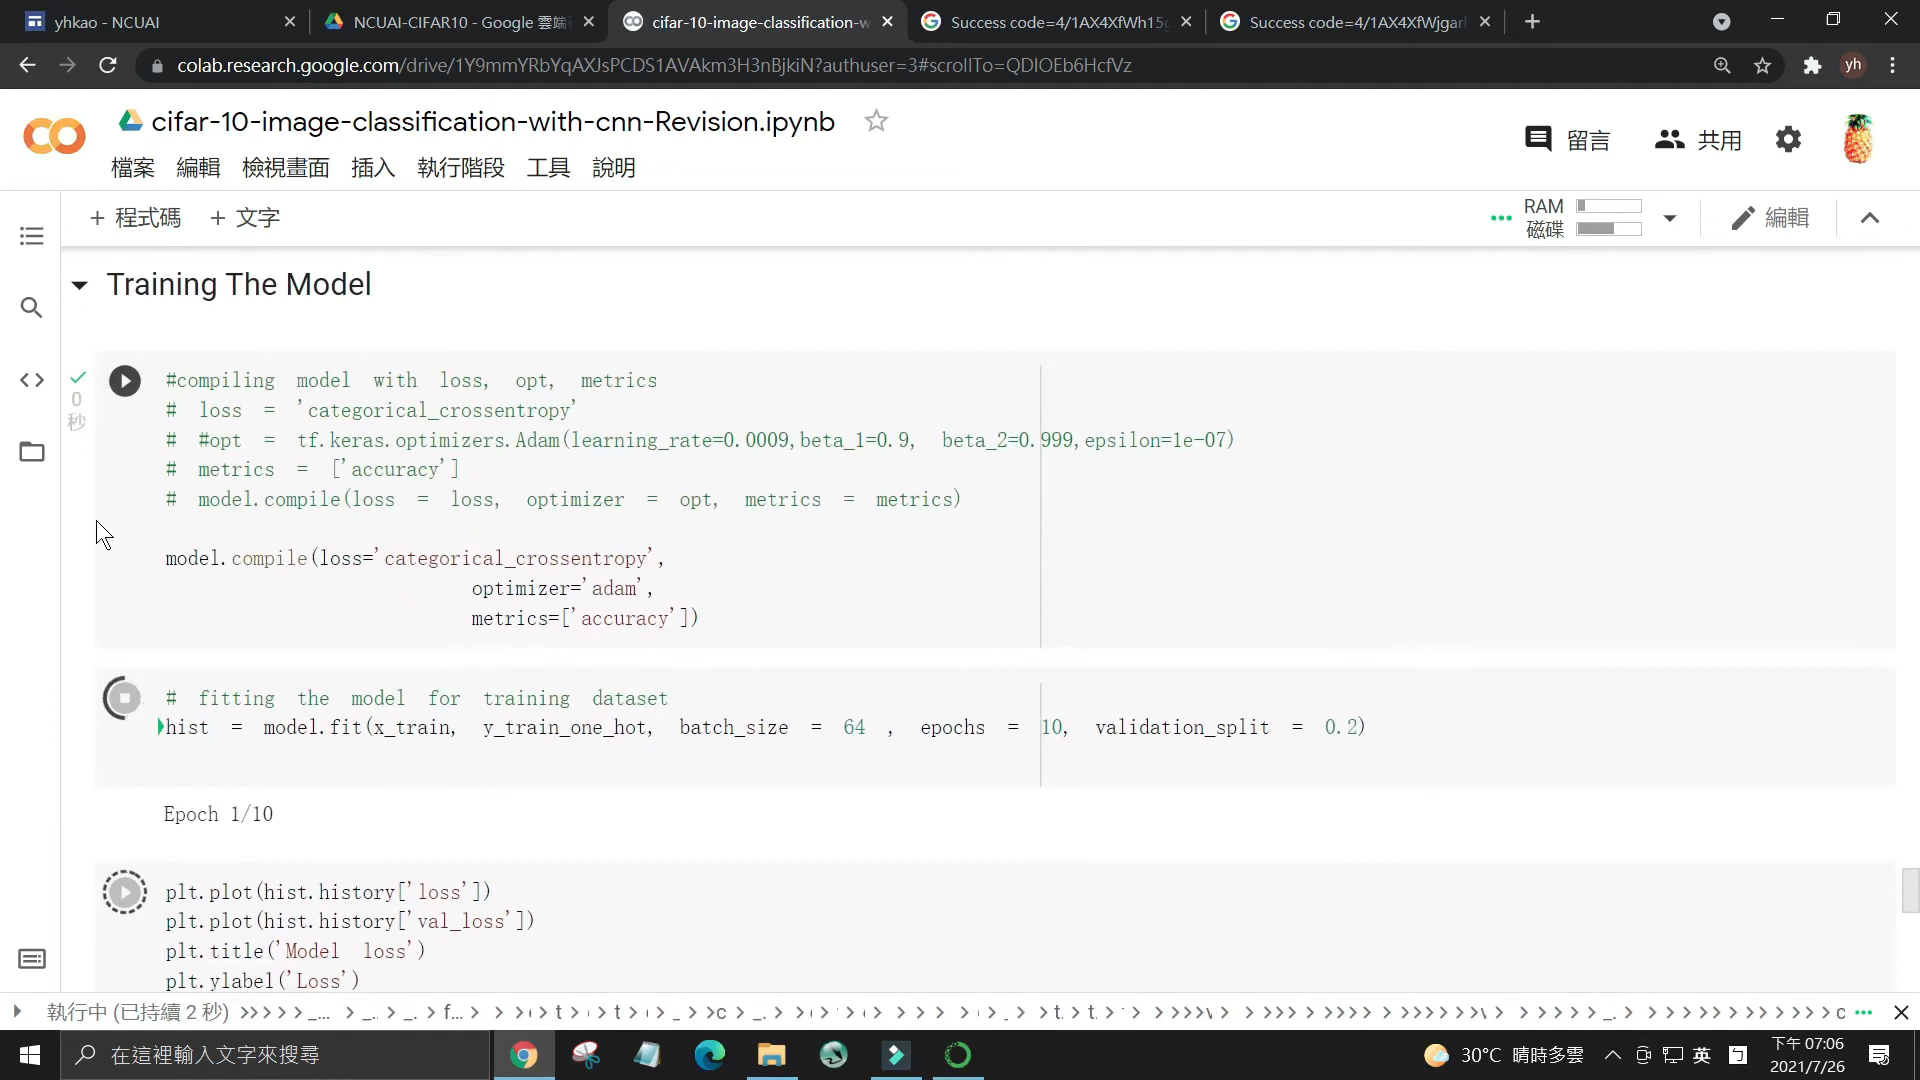 yhkao - NCUAI
NCUAI-CIFAR10 - Google 雲端
cifar-10-image-classification-w
Success code=4/1AX4XfWh15
Success code=4/1AX4XfWjgar
colab.research.google.com/drive/1Y9mmYRbYqAXJsPCDS1AVAkm3H3nBjkiN?authuser=3#scrollTo=QDlOEb6HcfVz
yh
cifar-10-image-classification-with-cnn-Revision.ipynb
留言
共用
檔案 編輯 檢視畫面 插入 執行階段 工具 說明
+ 程式碼 + 文字
RAM
磁碟
編輯
Training The Model
0
秒
#compiling model with loss, opt, metrics
# loss = 'categorical_crossentropy'
# #opt = tf.keras.optimizers.Adam(learning_rate=0.0009,beta_1=0.9, beta_2=0.999,epsilon=1e-07)
# metrics = ['accuracy']
# model.compile(loss = loss, optimizer = opt, metrics = metrics)
model.compile(loss='categorical_crossentropy',
optimizer='adam',
metrics=['accuracy'])
# fitting the model for training dataset
hist = model.fit(x_train, y_train_one_hot, batch_size = 64 , epochs = 10, validation_split = 0.2)
Epoch 1/10
plt.plot(hist.history['loss'])
plt.plot(hist.history['val_loss'])
plt.title('Model loss')
plt.ylabel('Loss')
執行中 (已持續 2 秒)
在這裡輸入文字來搜尋
30°C 晴時多雲
英
下午 07:06
2021/7/26